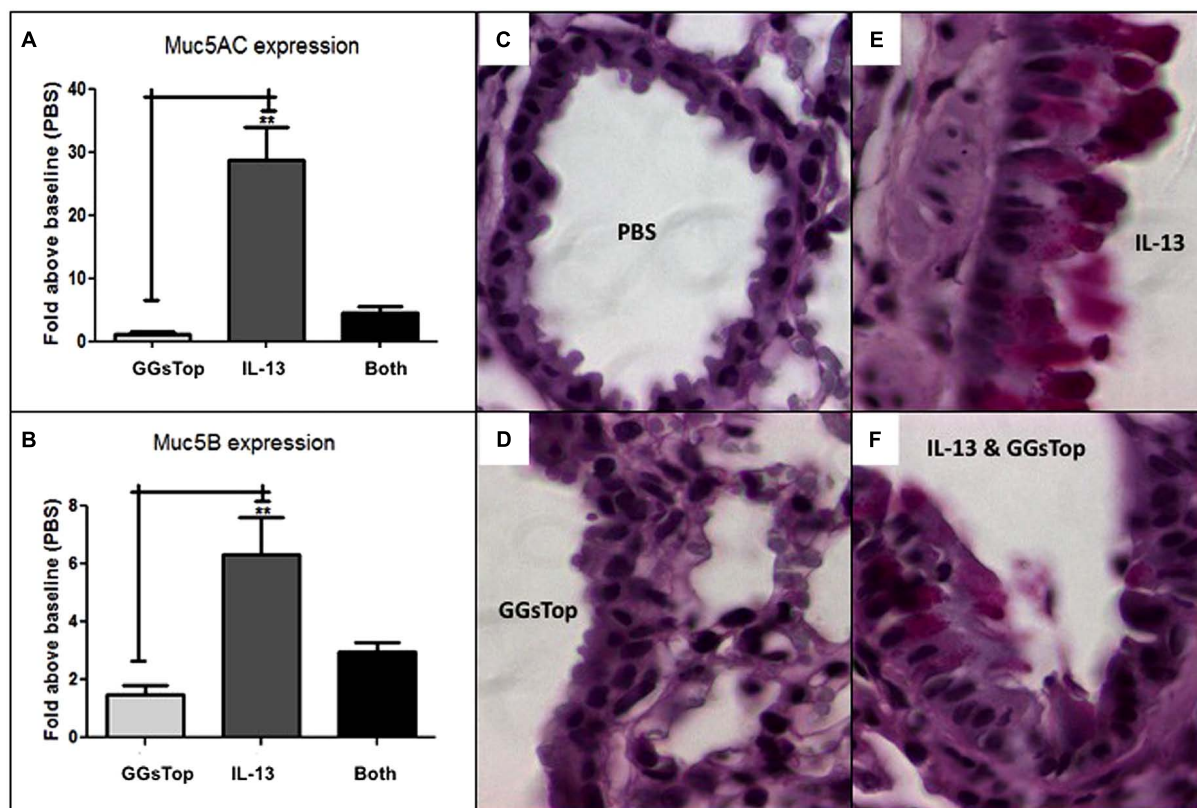 A
Muc5AC expression
Fold above baseline (PBS)
40
30
20
10
0
**
GGsTop IL-13 Both
B
Muc5B expression
Fold above baseline (PBS)
8
6
4
2
0
**
GGsTop IL-13 Both
C
PBS
D
GGsTop
E
IL-13
F
IL-13 & GGsTop